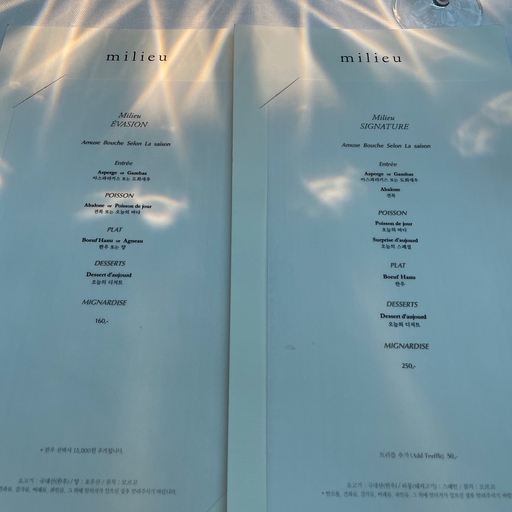 milieu
Milieu
ÉVASION
Amuse Bouche Selon La saison
Entrée
Asperge or Gambas
아스파라거스 또는 도화새우
POISSON
Abalone or Poisson de jour
전복 또는 오늘의 바다
PLAT
Boeuf Hanu or Agneau
한우 또는 양
DESSERTS
Dessert d'aujourd
오늘의 디저트
MIGNARDISE
160,-
* 한우 선택시 15,000원 추가됩니다.
milieu
Milieu
SIGNATURE
Amuse Bouche Selon La saison
Entrée
Asperge or Gambas
아스파라거스 또는 도화새우
Abalone
전복
POISSON
Poisson de jour
오늘의 바다
Surprise d'aujourd
오늘의 스페셜
PLAT
Boeuf Hanu
한우
DESSERTS
Dessert d'aujourd
오늘의 디저트
MIGNARDISE
250,-
트러플 추가 (Add Truffle) 50,-